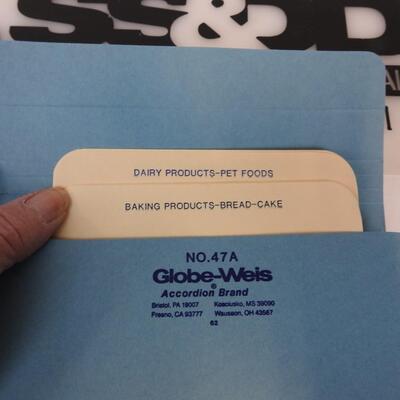 SS&
DAIRY PRODUCTS-PET FOODS
BAKING PRODUCTS-BREAD-CAKE
NO.47A
Globe-Weis
®
Accordion Brand
Bristol, PA 19007 Kosciusko, MS 39090
Fresno, CA 93777 Wauseon, OH 43567
62